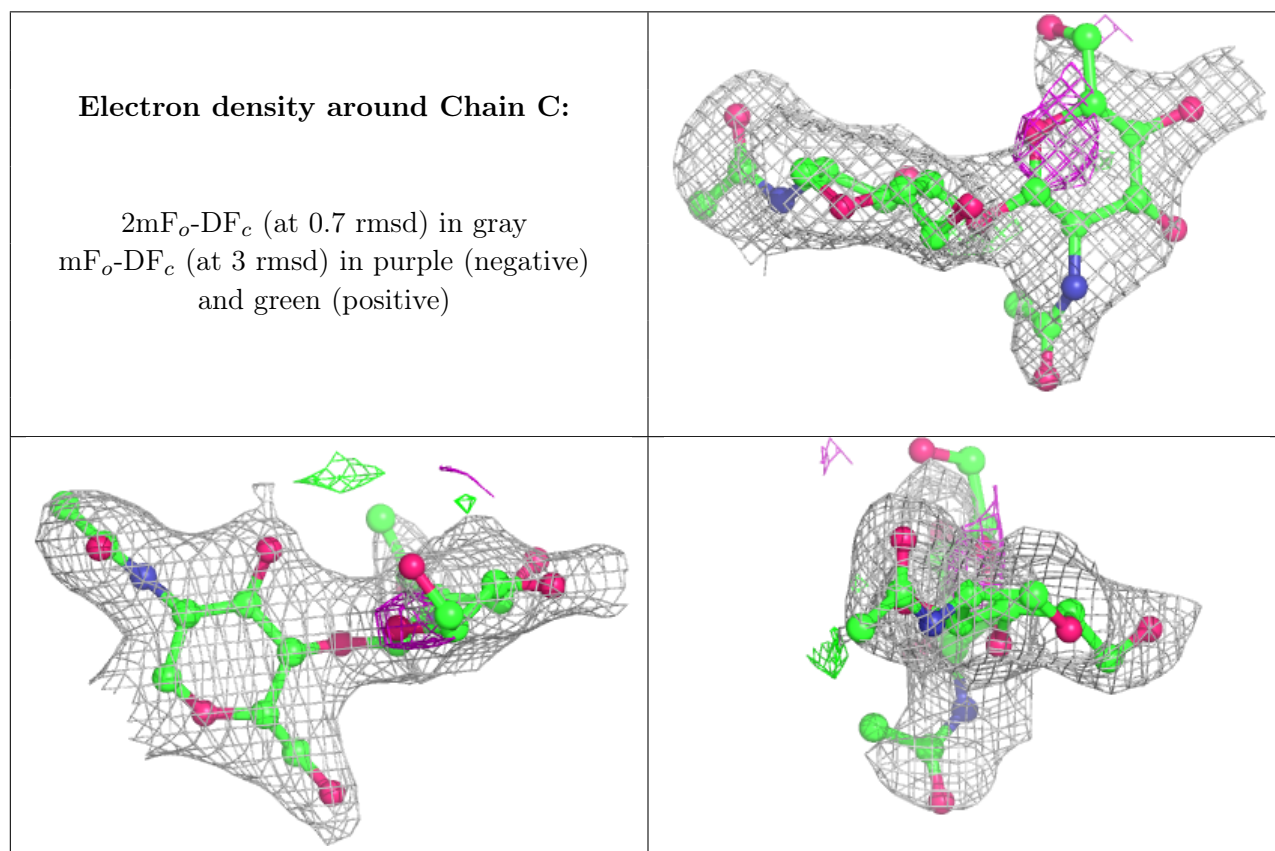 Electron density around Chain C:
2mFo-DFc (at 0.7 rmsd) in gray
mFo-DFc (at 3 rmsd) in purple (negative)
and green (positive)